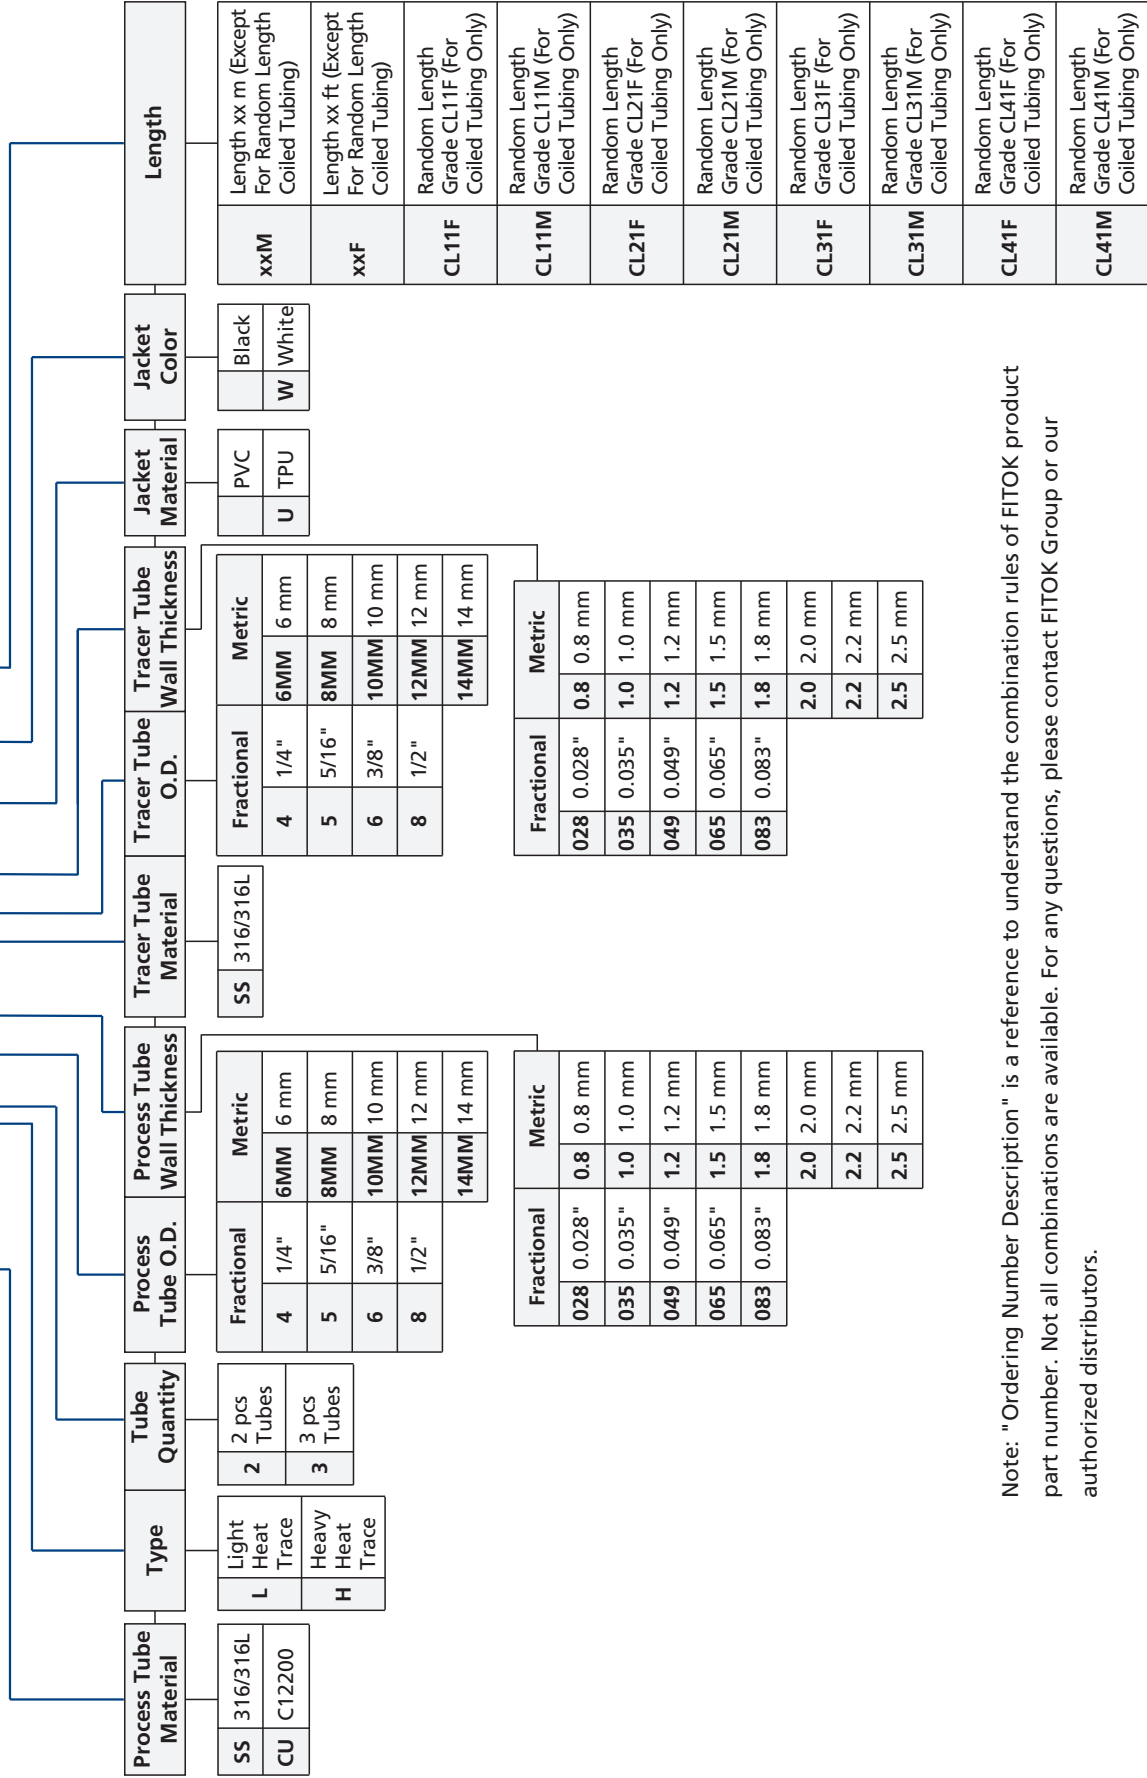 Process Tube
Material
SS 316/316L
CU C12200
Type
L Light
Heat
Trace
H Heavy
Heat
Trace
Tube
Quantity
2 2 pcs
Tubes
3 3 pcs
Tubes
Process
Tube O.D.
Process Tube
Wall Thickness
Fractional Metric
4 1/4" 6MM 6 mm
5 5/16" 8MM 8 mm
6 3/8" 10MM 10 mm
8 1/2" 12MM 12 mm
14MM 14 mm
Fractional Metric
028 0.028" 0.8 0.8 mm
035 0.035" 1.0 1.0 mm
049 0.049" 1.2 1.2 mm
065 0.065" 1.5 1.5 mm
083 0.083" 1.8 1.8 mm
2.0 2.0 mm
2.2 2.2 mm
2.5 2.5 mm
Tracer Tube
Material
SS 316/316L
Tracer Tube
O.D.
Tracer Tube
Wall Thickness
Fractional Metric
4 1/4" 6MM 6 mm
5 5/16" 8MM 8 mm
6 3/8" 10MM 10 mm
8 1/2" 12MM 12 mm
14MM 14 mm
Fractional Metric
028 0.028" 0.8 0.8 mm
035 0.035" 1.0 1.0 mm
049 0.049" 1.2 1.2 mm
065 0.065" 1.5 1.5 mm
083 0.083" 1.8 1.8 mm
2.0 2.0 mm
2.2 2.2 mm
2.5 2.5 mm
Jacket
Material
PVC
U TPU
Jacket
Color
Black
W White
Length
xxM Length xx m (Except
For Random Length
Coiled Tubing)
xxF Length xx ft (Except
For Random Length
Coiled Tubing)
CL11F Random Length
Grade CL11F (For
Coiled Tubing Only)
CL11M Random Length
Grade CL11M (For
Coiled Tubing Only)
CL21F Random Length
Grade CL21F (For
Coiled Tubing Only)
CL21M Random Length
Grade CL21M (For
Coiled Tubing Only)
CL31F Random Length
Grade CL31F (For
Coiled Tubing Only)
CL31M Random Length
Grade CL31M (For
Coiled Tubing Only)
CL41F Random Length
Grade CL41F (For
Coiled Tubing Only)
CL41M Random Length
Grade CL41M (For
Coiled Tubing Only)
Note: "Ordering Number Description" is a reference to understand the combination rules of FITOK product
part number. Not all combinations are available. For any questions, please contact FITOK Group or our
authorized distributors.